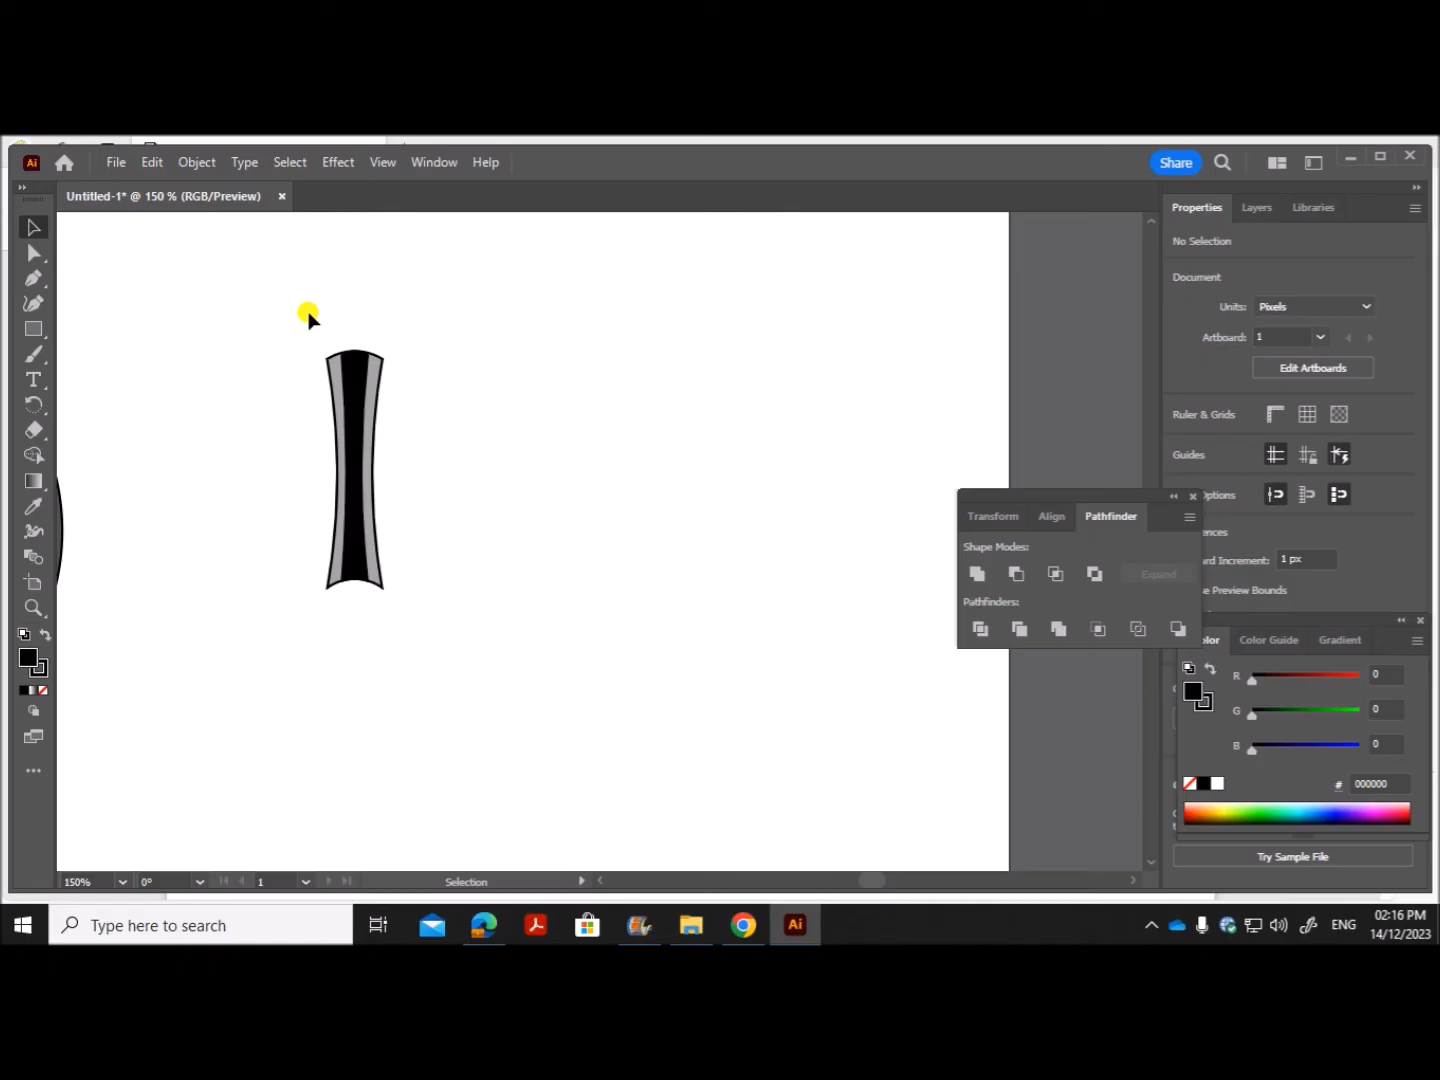 Ai File Edit Object Type Select Effect View Window Help Share
Untitled-1* @ 150 % (RGB/Preview) ×
Properties Layers Libraries
No Selection
Document
Units: Pixels
Artboard: 1
Edit Artboards
Ruler & Grids
Guides
Options
Transform Align Pathfinder
Shape Modes:
Expand
Pathfinders:
ences
rd Increment: 1 px
e Preview Bounds
olor Color Guide Gradient
R 0
G 0
B 0
# 000000
Try Sample File
150% 0° 1 Selection
Type here to search
Ai
ENG
02:16 PM
14/12/2023